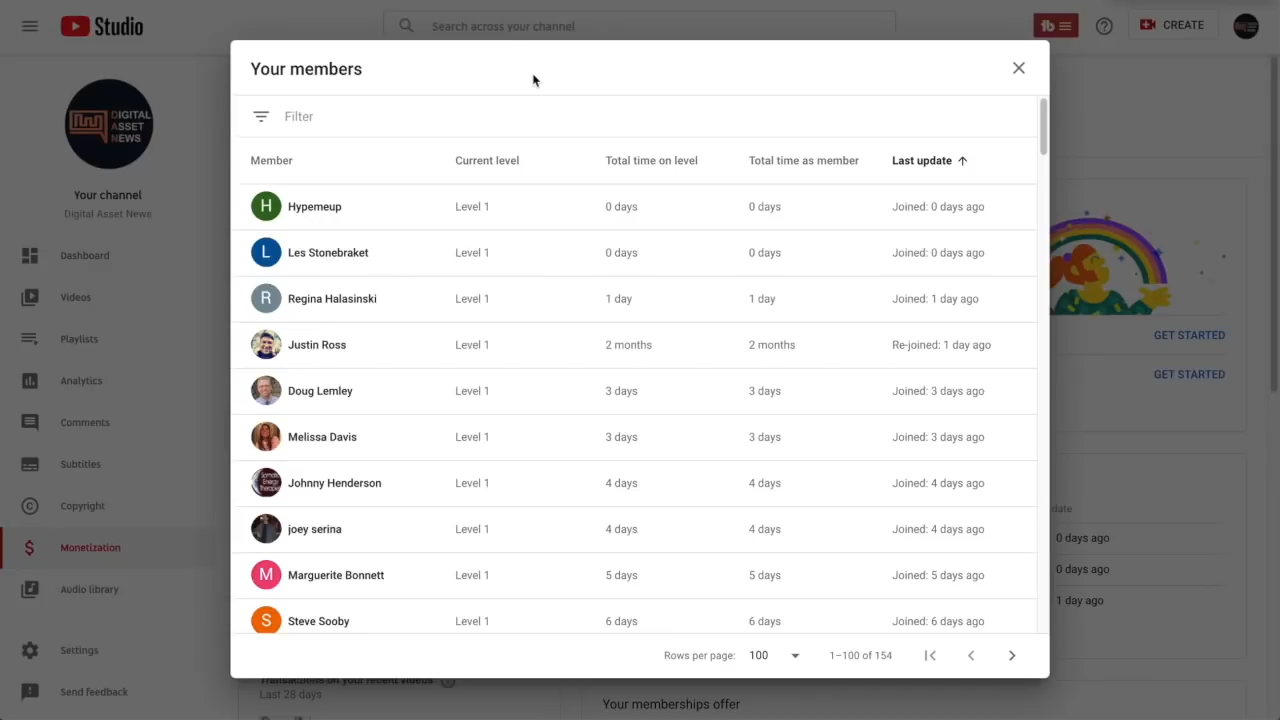 Studio
Search across your channel
CREATE
DIGITAL
ASSET
NEWS
Your channel
Digital Asset News
Dashboard
Videos
Playlists
Analytics
Comments
Subtitles
Copyright
Monetization
Audio library
Settings
Send feedback
Your members
Filter
Member Current level Total time on level Total time as member Last update
H Hypemeup Level 1 0 days 0 days Joined: 0 days ago
L Les Stonebraket Level 1 0 days 0 days Joined: 0 days ago
R Regina Halasinski Level 1 1 day 1 day Joined: 1 day ago
Justin Ross Level 1 2 months 2 months Re-joined: 1 day ago
Doug Lemley Level 1 3 days 3 days Joined: 3 days ago
Melissa Davis Level 1 3 days 3 days Joined: 3 days ago
Johnny Henderson Level 1 4 days 4 days Joined: 4 days ago
joey serina Level 1 4 days 4 days Joined: 4 days ago
M Marguerite Bonnett Level 1 5 days 5 days Joined: 5 days ago
S Steve Sooby Level 1 6 days 6 days Joined: 6 days ago
Rows per page: 100 1–100 of 154
GET STARTED
GET STARTED
0 days ago
0 days ago
1 day ago
Transactions on your recent videos
Last 28 days
Your memberships offer